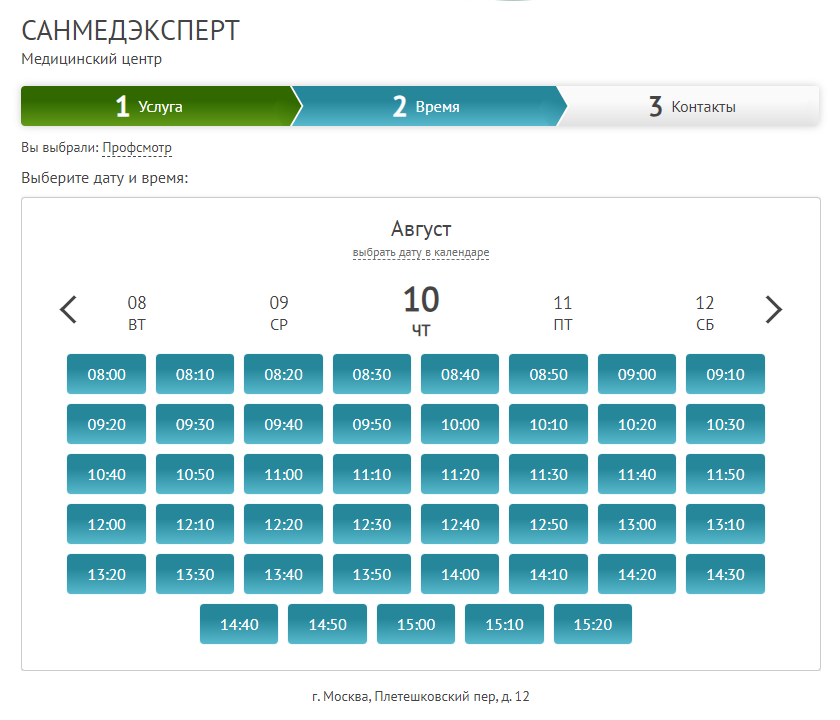 САНМЕДЭКСПЕРТ
Медицинский центр
1 Услуга 2 Время 3 Контакты
Вы выбрали: Профсмотр
Выберите дату и время:
Август
выбрать дату в календаре
08 09 10 11 12
ВТ СР ЧТ ПТ СБ
08:00 08:10 08:20 08:30 08:40 08:50 09:00 09:10
09:20 09:30 09:40 09:50 10:00 10:10 10:20 10:30
10:40 10:50 11:00 11:10 11:20 11:30 11:40 11:50
12:00 12:10 12:20 12:30 12:40 12:50 13:00 13:10
13:20 13:30 13:40 13:50 14:00 14:10 14:20 14:30
14:40 14:50 15:00 15:10 15:20
г. Москва, Плетешковский пер, д. 12